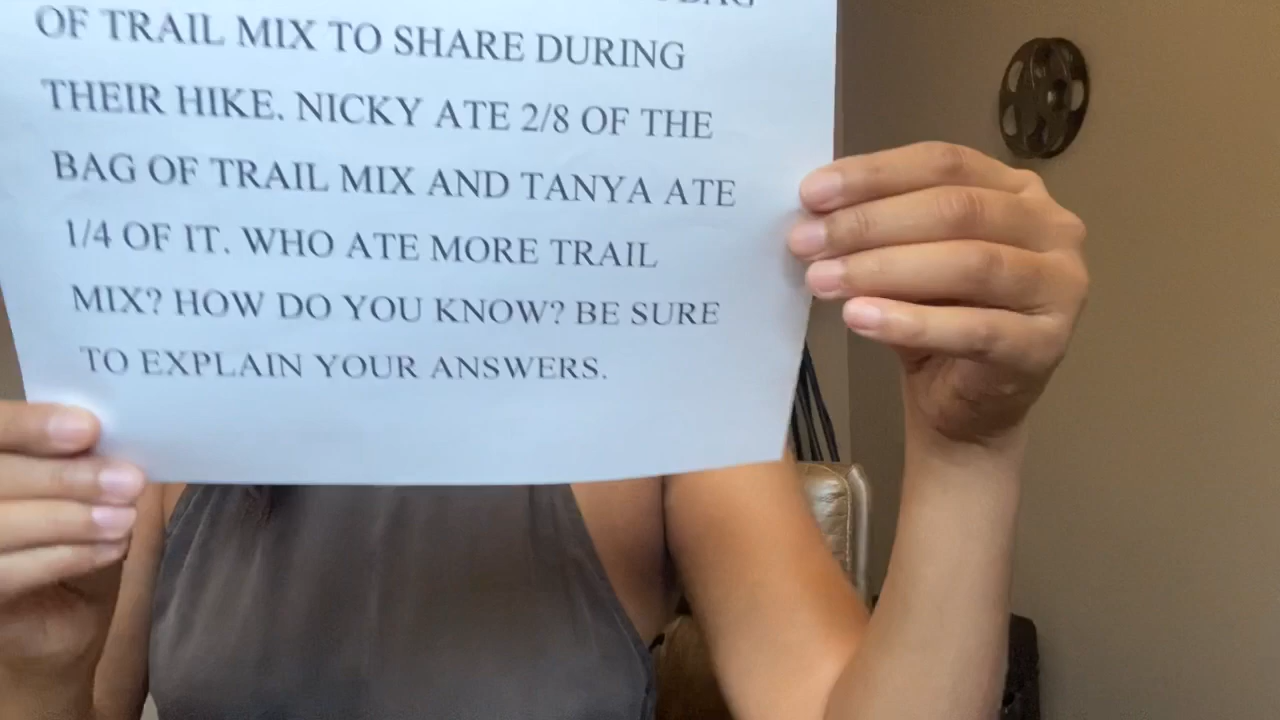 BAG
OF TRAIL MIX TO SHARE DURING
THEIR HIKE. NICKY ATE 2/8 OF THE
BAG OF TRAIL MIX AND TANYA ATE
1/4 OF IT. WHO ATE MORE TRAIL
MIX? HOW DO YOU KNOW? BE SURE
TO EXPLAIN YOUR ANSWERS.